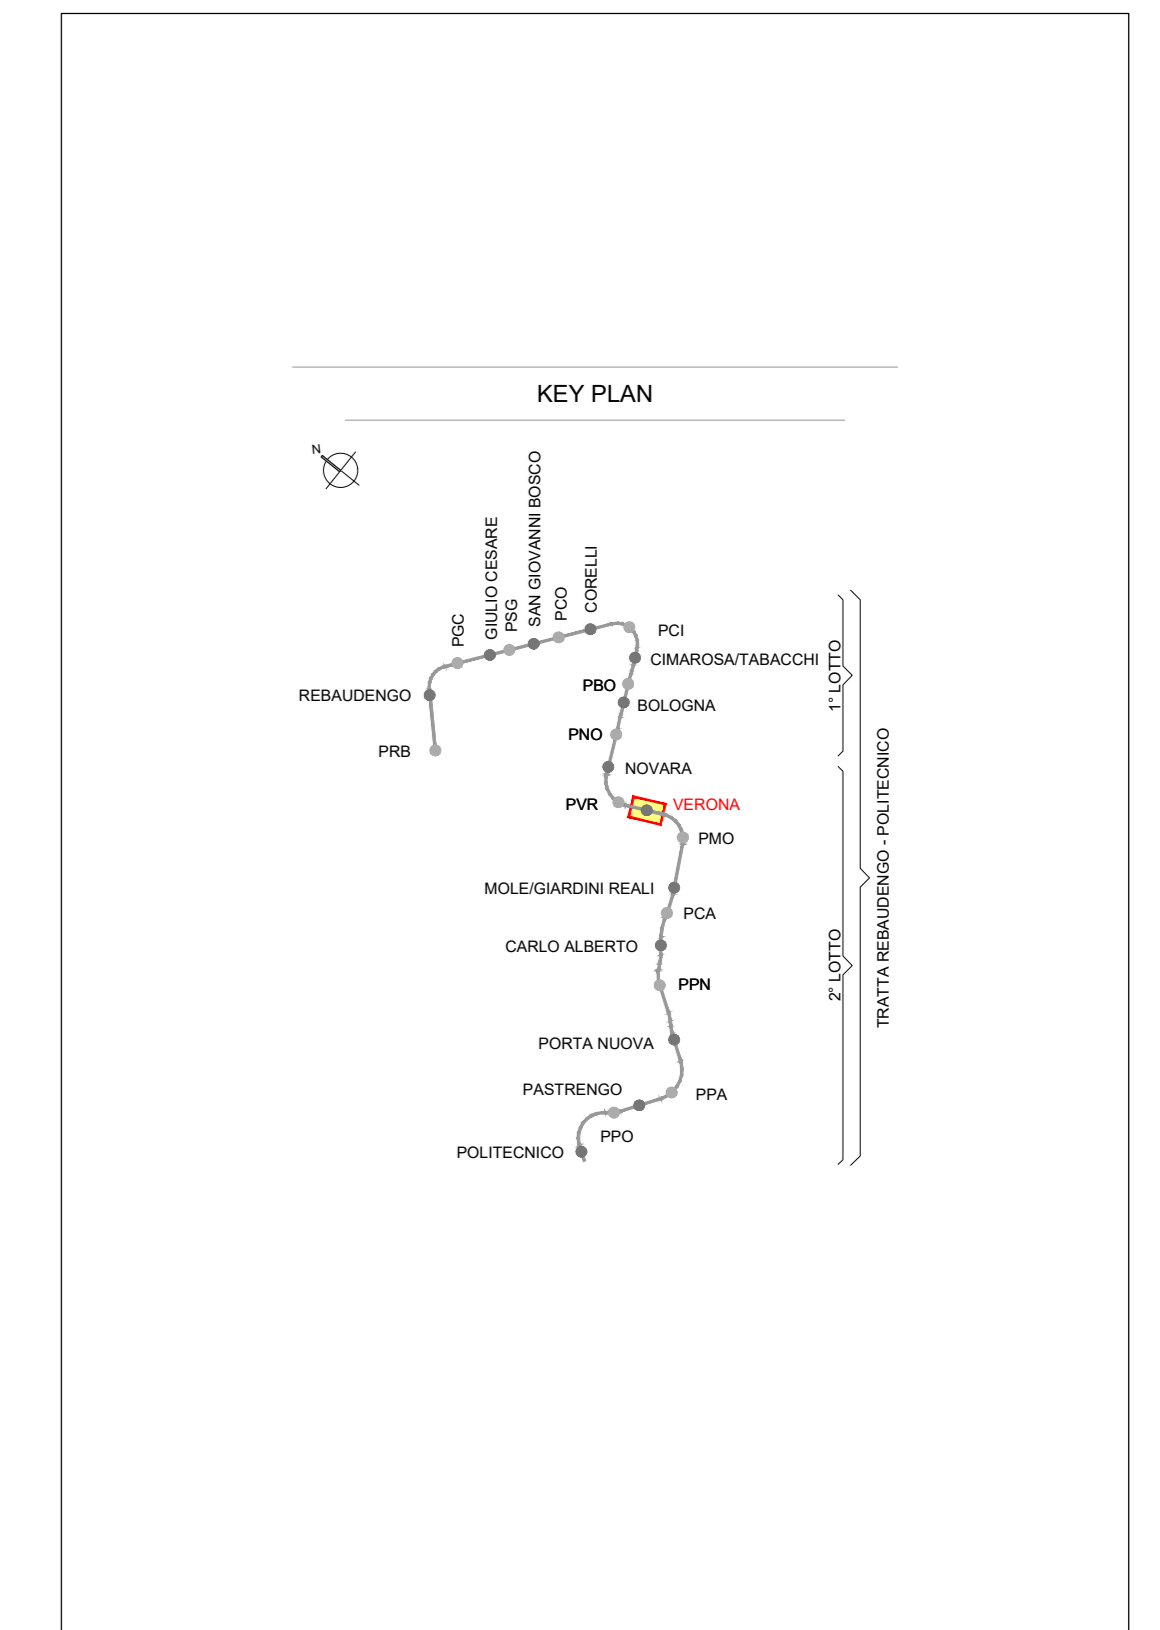 KEY PLAN
N
PGC
GIULIO CESARE
PSG
SAN GIOVANNI BOSCO
PCO
CORELLI
PCI
CIMAROSA/TABACCHI
PBO
REBAUDENGO
BOLOGNA
PNO
PRB
NOVARA
PVR
VERONA
PMO
MOLE/GIARDINI REALI
PCA
CARLO ALBERTO
PPN
PORTA NUOVA
PASTRENGO
PPA
PPO
POLITECNICO
1° LOTTO
2° LOTTO
TRATTA REBAUDENGO - POLITECNICO